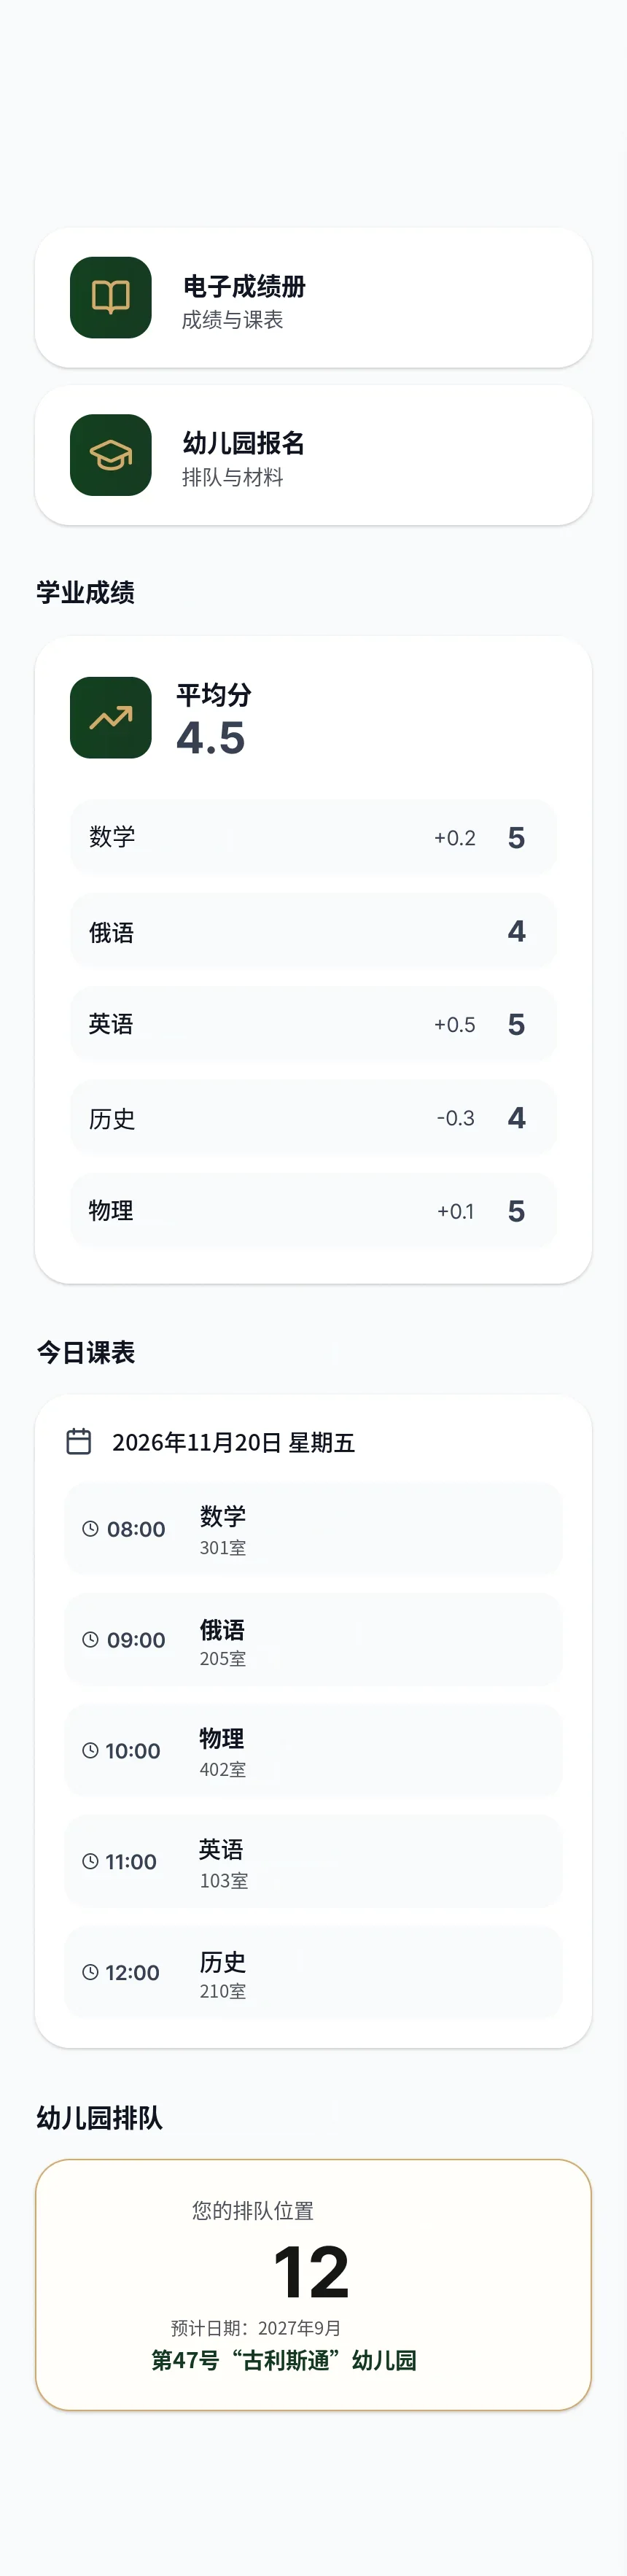 电子成绩册
成绩与课表
幼儿园报名
排队与材料
学业成绩
平均分
4.5
数学 +0.2 5
俄语 4
英语 +0.5 5
历史 -0.3 4
物理 +0.1 5
今日课表
2026年11月20日 星期五
08:00 数学
301室
09:00 俄语
205室
10:00 物理
402室
11:00 英语
103室
12:00 历史
210室
幼儿园排队
您的排队位置
12
预计日期：2027年9月
第47号“古利斯通”幼儿园